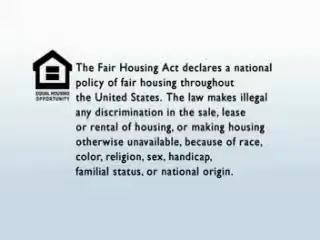 The Fair Housing Act declares a national
policy of fair housing throughout
the United States. The law makes illegal
any discrimination in the sale, lease
or rental of housing, or making housing
otherwise unavailable, because of race,
color, religion, sex, handicap,
familial status, or national origin.
EQUAL HOUSING
OPPORTUNITY